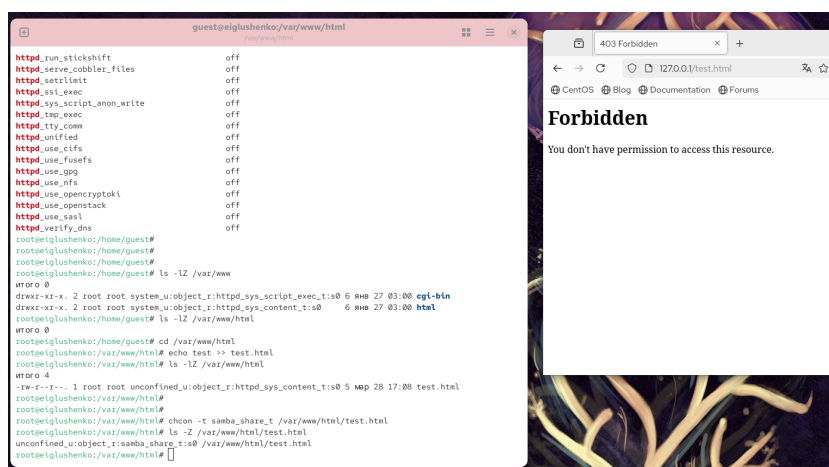 guest@eiglushenko:/var/www/html
/var/www/html
httpd_run_stickshift off
httpd_serve_cobbler_files off
httpd_setrlimit off
httpd_ssi_exec off
httpd_sys_script_anon_write off
httpd_tmp_exec off
httpd_tty_comm off
httpd_unified off
httpd_use_cifs off
httpd_use_fusefs off
httpd_use_gpg off
httpd_use_nfs off
httpd_use_opencryptoki off
httpd_use_openstack off
httpd_use_sasl off
httpd_verify_dns off
root@eiglushenko:/home/guest#
root@eiglushenko:/home/guest#
root@eiglushenko:/home/guest#
root@eiglushenko:/home/guest# ls -lZ /var/www
итого 0
drwxr-xr-x. 2 root root system_u:object_r:httpd_sys_script_exec_t:s0 6 янв 27 03:00 cgi-bin
drwxr-xr-x. 2 root root system_u:object_r:httpd_sys_content_t:s0 6 янв 27 03:00 html
root@eiglushenko:/home/guest# ls -lZ /var/www/html
итого 0
root@eiglushenko:/home/guest# cd /var/www/html
root@eiglushenko:/var/www/html# echo test >> test.html
root@eiglushenko:/var/www/html# ls -lZ /var/www/html
итого 4
-rw-r--r--. 1 root root unconfined_u:object_r:httpd_sys_content_t:s0 5 мар 28 17:08 test.html
root@eiglushenko:/var/www/html#
root@eiglushenko:/var/www/html#
root@eiglushenko:/var/www/html# chcon -t samba_share_t /var/www/html/test.html
root@eiglushenko:/var/www/html# ls -Z /var/www/html/test.html
unconfined_u:object_r:samba_share_t:s0 /var/www/html/test.html
root@eiglushenko:/var/www/html#
403 Forbidden
127.0.0.1/test.html
CentOS Blog Documentation Forums
Forbidden
You don't have permission to access this resource.